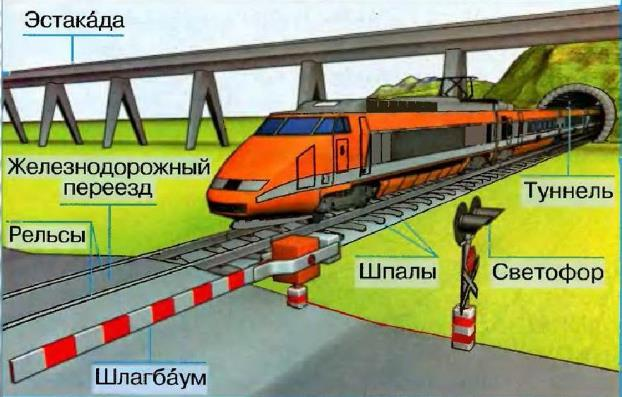 Эстака́да
Железнодорожный
переезд
Рельсы
Туннель
Шпалы
Светофор
Шлагба́ум